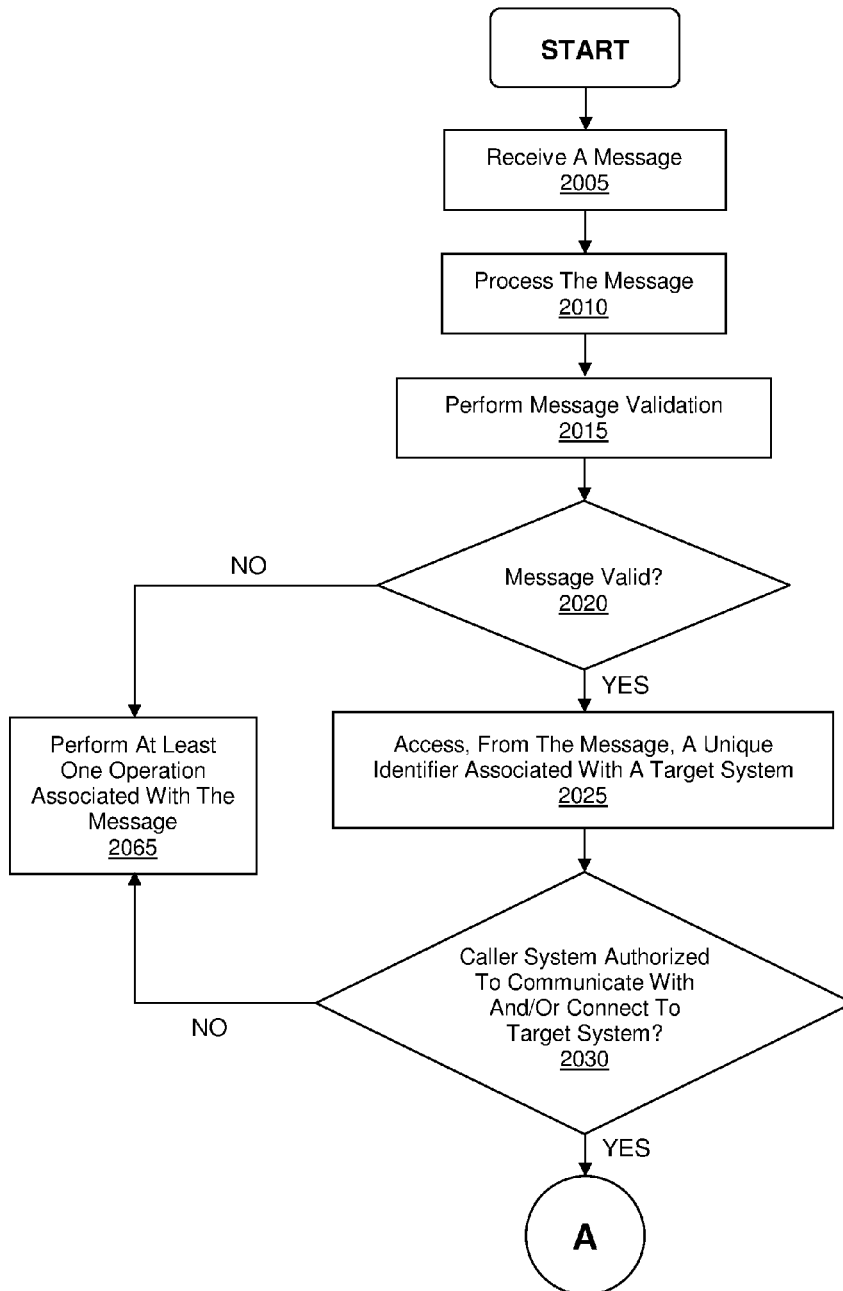 START
Receive A Message
2005
Process The Message
2010
Perform Message Validation
2015
NO
Message Valid?
2020
YES
Perform At Least
One Operation
Associated With The
Message
2065
Access, From The Message, A Unique
Identifier Associated With A Target System
2025
Caller System Authorized
To Communicate With
And/Or Connect To
Target System?
2030
NO
YES
A